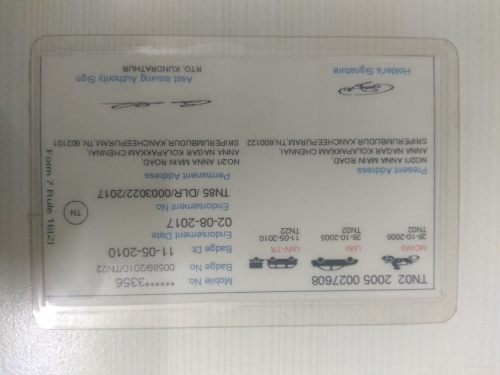 TN02 2005 0027608
MCWG
26-10-2005
TN02
LMV
26-10-2005
TN02
LMV-TR
11-05-2010
TN22
Mobile No. *****3356
Badge No. 00589/2010/TN22
Badge Dt. 11-05-2010
Endorsement Date
02-08-2017
Endorsement No.
TN85 /DLR/0003022/2017
TN
Present Address
NO2/1 ANNA MAIN ROAD,
ANNA NAGAR KOLAPAKKAM CHENNAI,
SRIPERUMBUDUR,KANCHEEPURAM,TN,600122
Permanent Address
NO2/1 ANNA MAIN ROAD,
ANNA NAGAR KOLAPAKKAM CHENNAI,
SRIPERUMBUDUR,KANCHEEPURAM,TN,602101
Holder's Signature
Asst Issuing Authority Sign
RTO, KUNDRATHUR
Form 7 Rule 16(2)